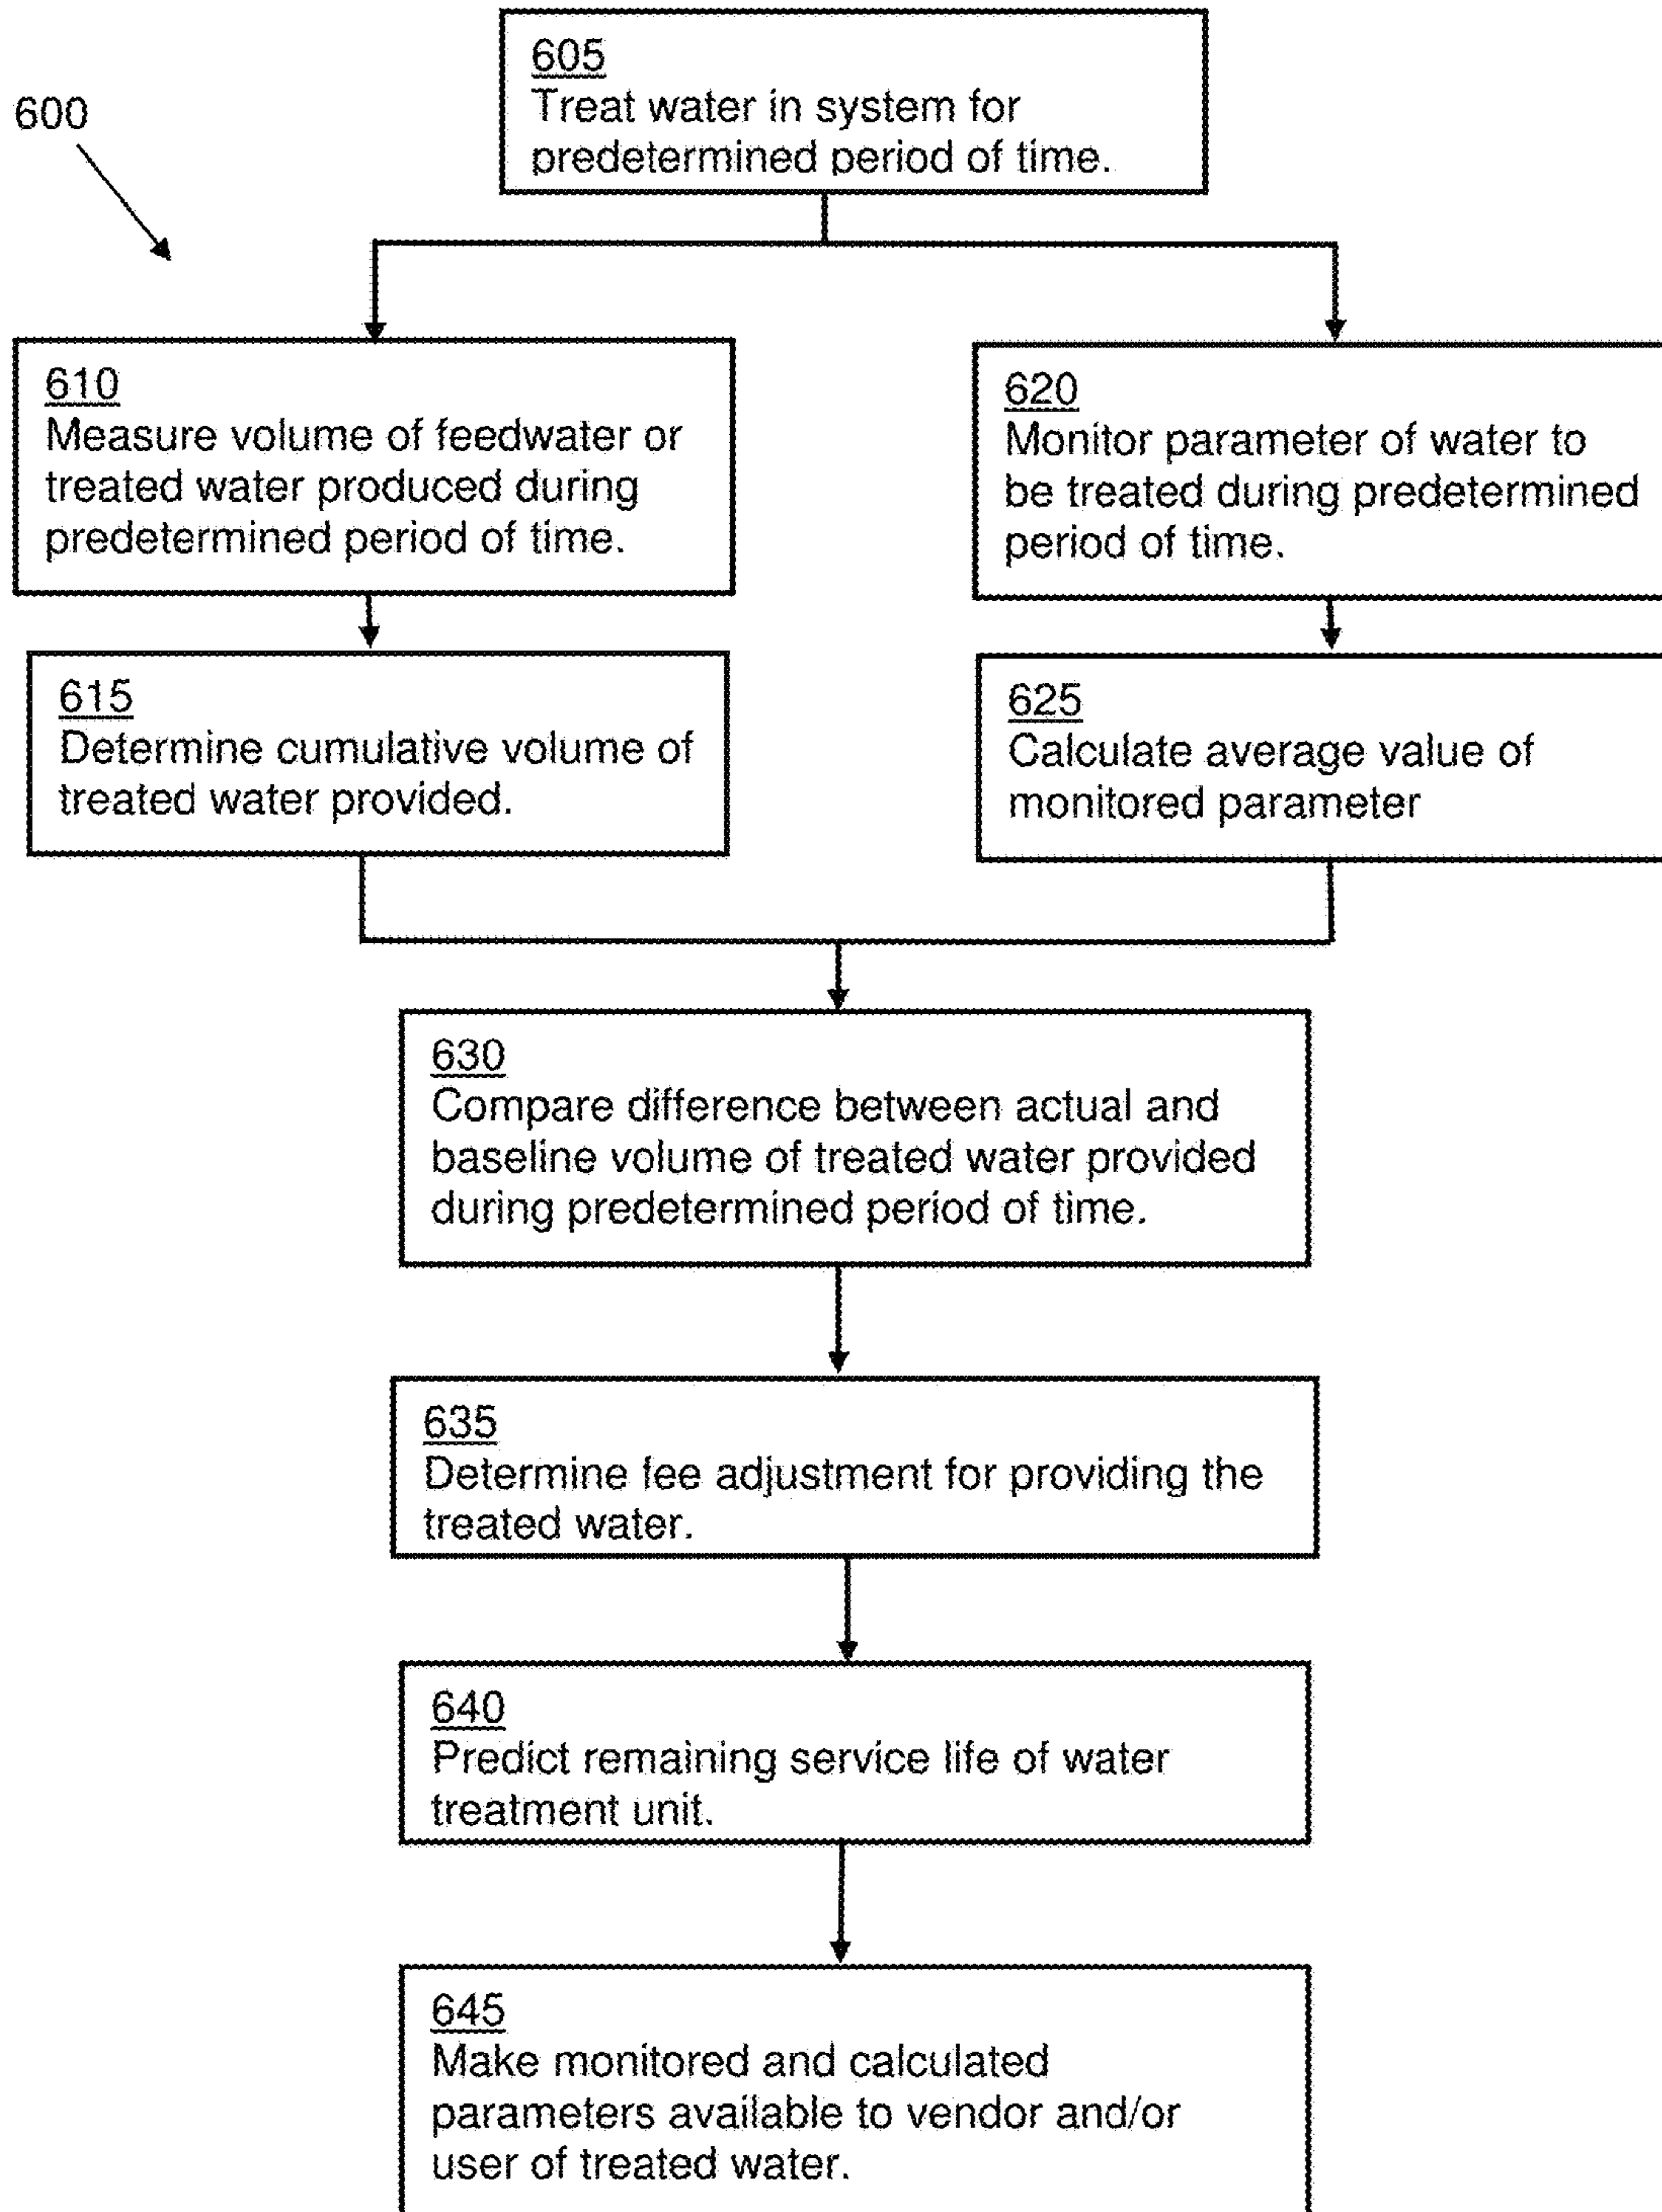 600
605
Treat water in system for
predetermined period of time.
610
Measure volume of feedwater or
treated water produced during
predetermined period of time.
620
Monitor parameter of water to
be treated during predetermined
period of time.
615
Determine cumulative volume of
treated water provided.
625
Calculate average value of
monitored parameter
630
Compare difference between actual and
baseline volume of treated water provided
during predetermined period of time.
635
Determine fee adjustment for providing the
treated water.
640
Predict remaining service life of water
treatment unit.
645
Make monitored and calculated
parameters available to vendor and/or
user of treated water.